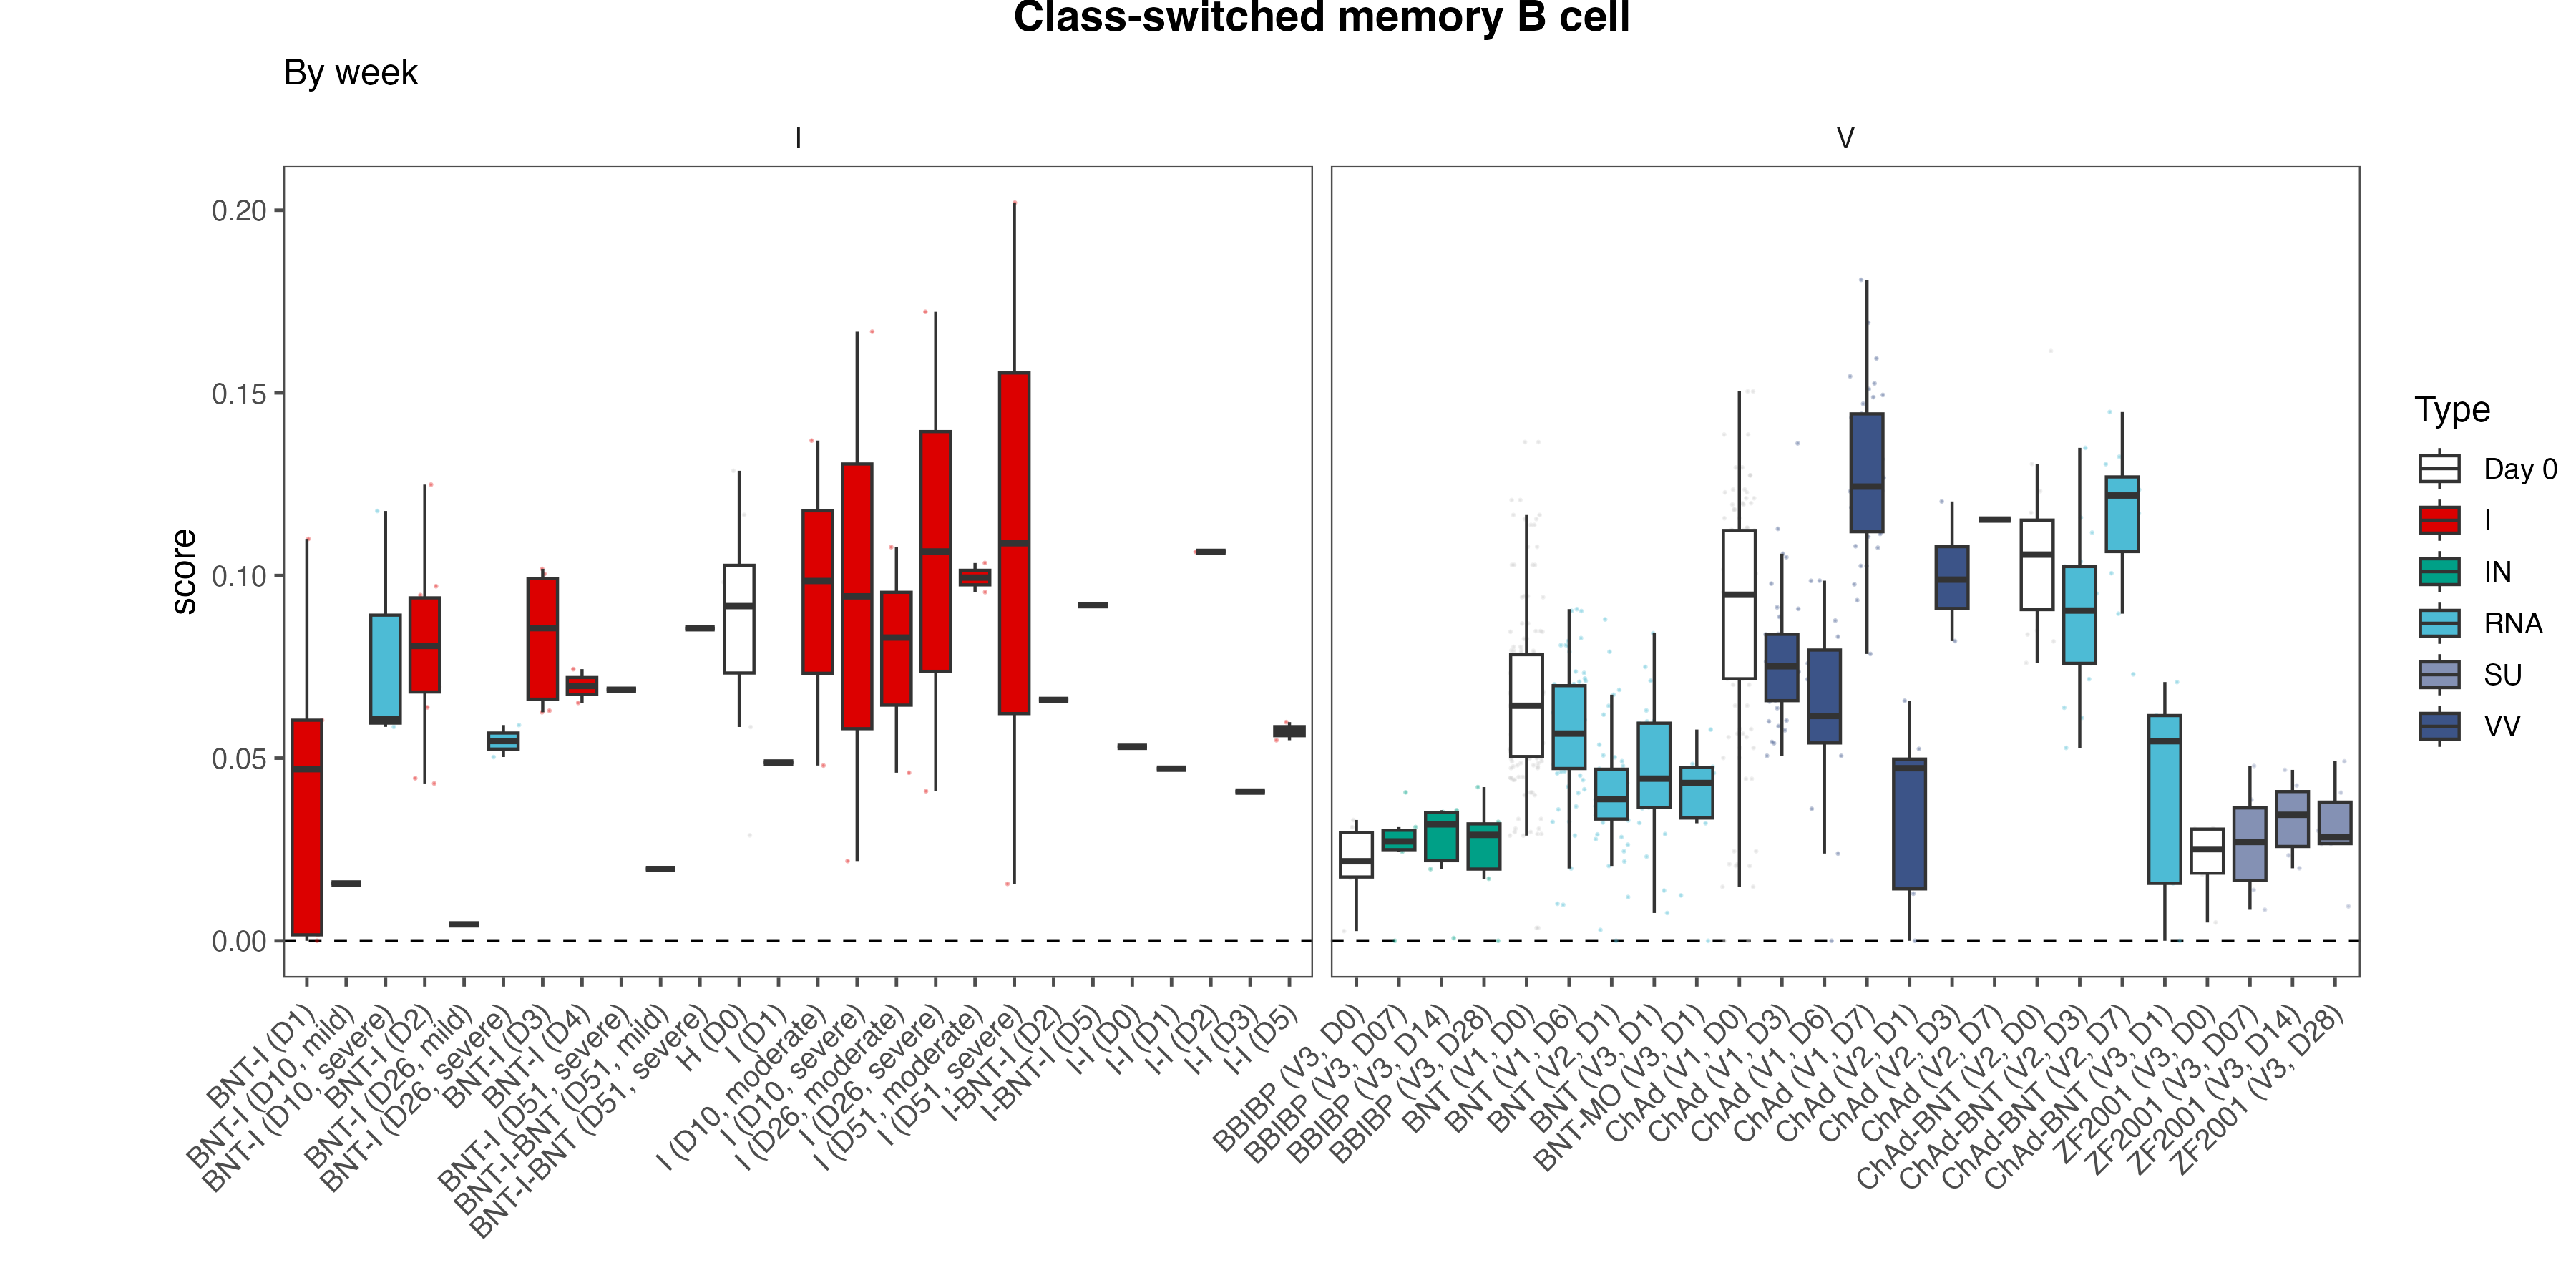 Class-switched memory B cell
By week
I
V
score
0.20
0.15
0.10
0.05
0.00
BNT-I (D1)
BNT-I (D10, mild)
BNT-I (D10, severe)
BNT-I (D2)
BNT-I (D26, mild)
BNT-I (D26, severe)
BNT-I (D3)
BNT-I (D4)
BNT-I (D51, severe)
BNT-I-BNT (D51, mild)
BNT-I-BNT (D51, severe)
H (D0)
I (D1)
I (D10, moderate)
I (D10, severe)
I (D26, moderate)
I (D26, severe)
I (D51, moderate)
I (D51, severe)
I-BNT-I (D2)
I-BNT-I (D5)
I-I (D0)
I-I (D1)
I-I (D2)
I-I (D3)
I-I (D5)
BBIBP (V3, D0)
BBIBP (V3, D07)
BBIBP (V3, D14)
BBIBP (V3, D28)
BNT (V1, D0)
BNT (V1, D6)
BNT (V2, D1)
BNT (V3, D1)
BNT-MO (V3, D1)
ChAd (V1, D0)
ChAd (V1, D3)
ChAd (V1, D6)
ChAd (V1, D7)
ChAd (V2, D1)
ChAd (V2, D3)
ChAd (V2, D7)
ChAd-BNT (V2, D0)
ChAd-BNT (V2, D3)
ChAd-BNT (V2, D7)
ChAd-BNT (V3, D1)
ZF2001 (V3, D0)
ZF2001 (V3, D07)
ZF2001 (V3, D14)
ZF2001 (V3, D28)
Type
Day 0
I
IN
RNA
SU
VV